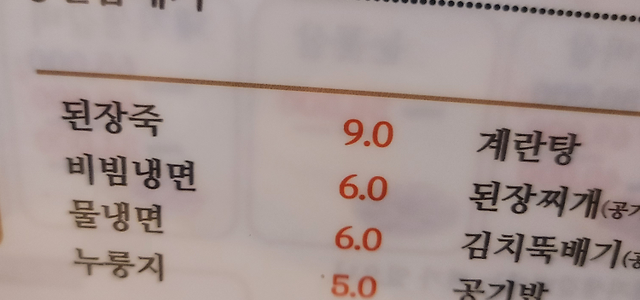 된장죽 9.0 계란탕
비빔냉면 6.0 된장찌개(공기
물냉면 6.0 김치뚝배기(공
누룽지 5.0 공기밥